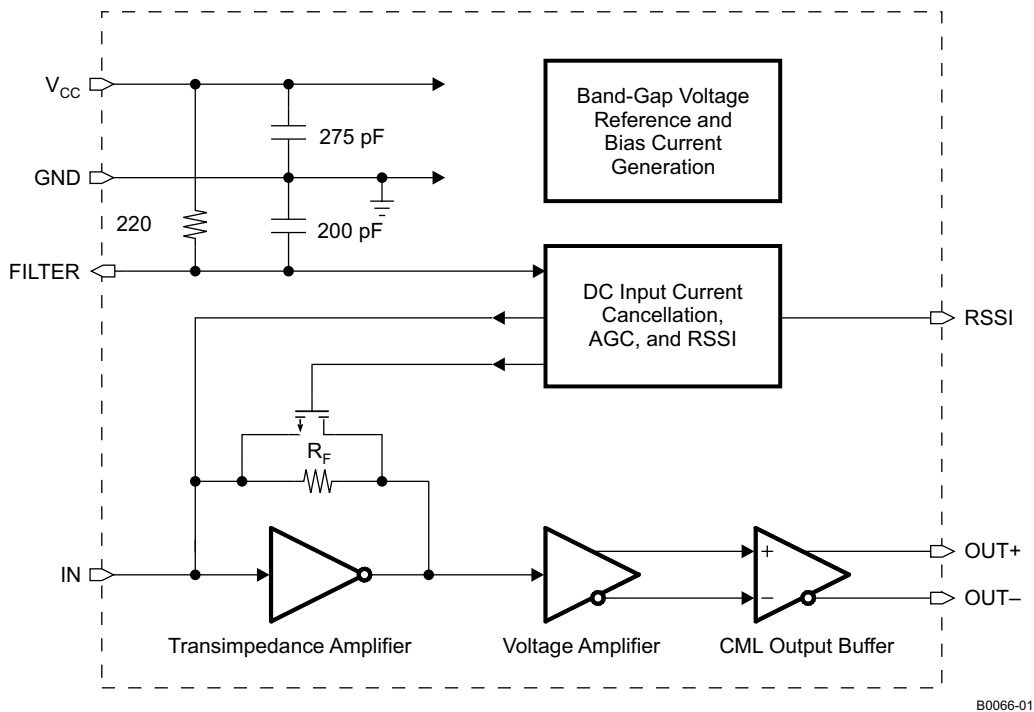 V_CC
275 pF
Band-Gap Voltage
Reference and
Bias Current
Generation
GND
220
200 pF
FILTER
DC Input Current
Cancellation,
AGC, and RSSI
RSSI
R_F
IN
+
−
OUT+
OUT–
Transimpedance Amplifier
Voltage Amplifier
CML Output Buffer
B0066-01